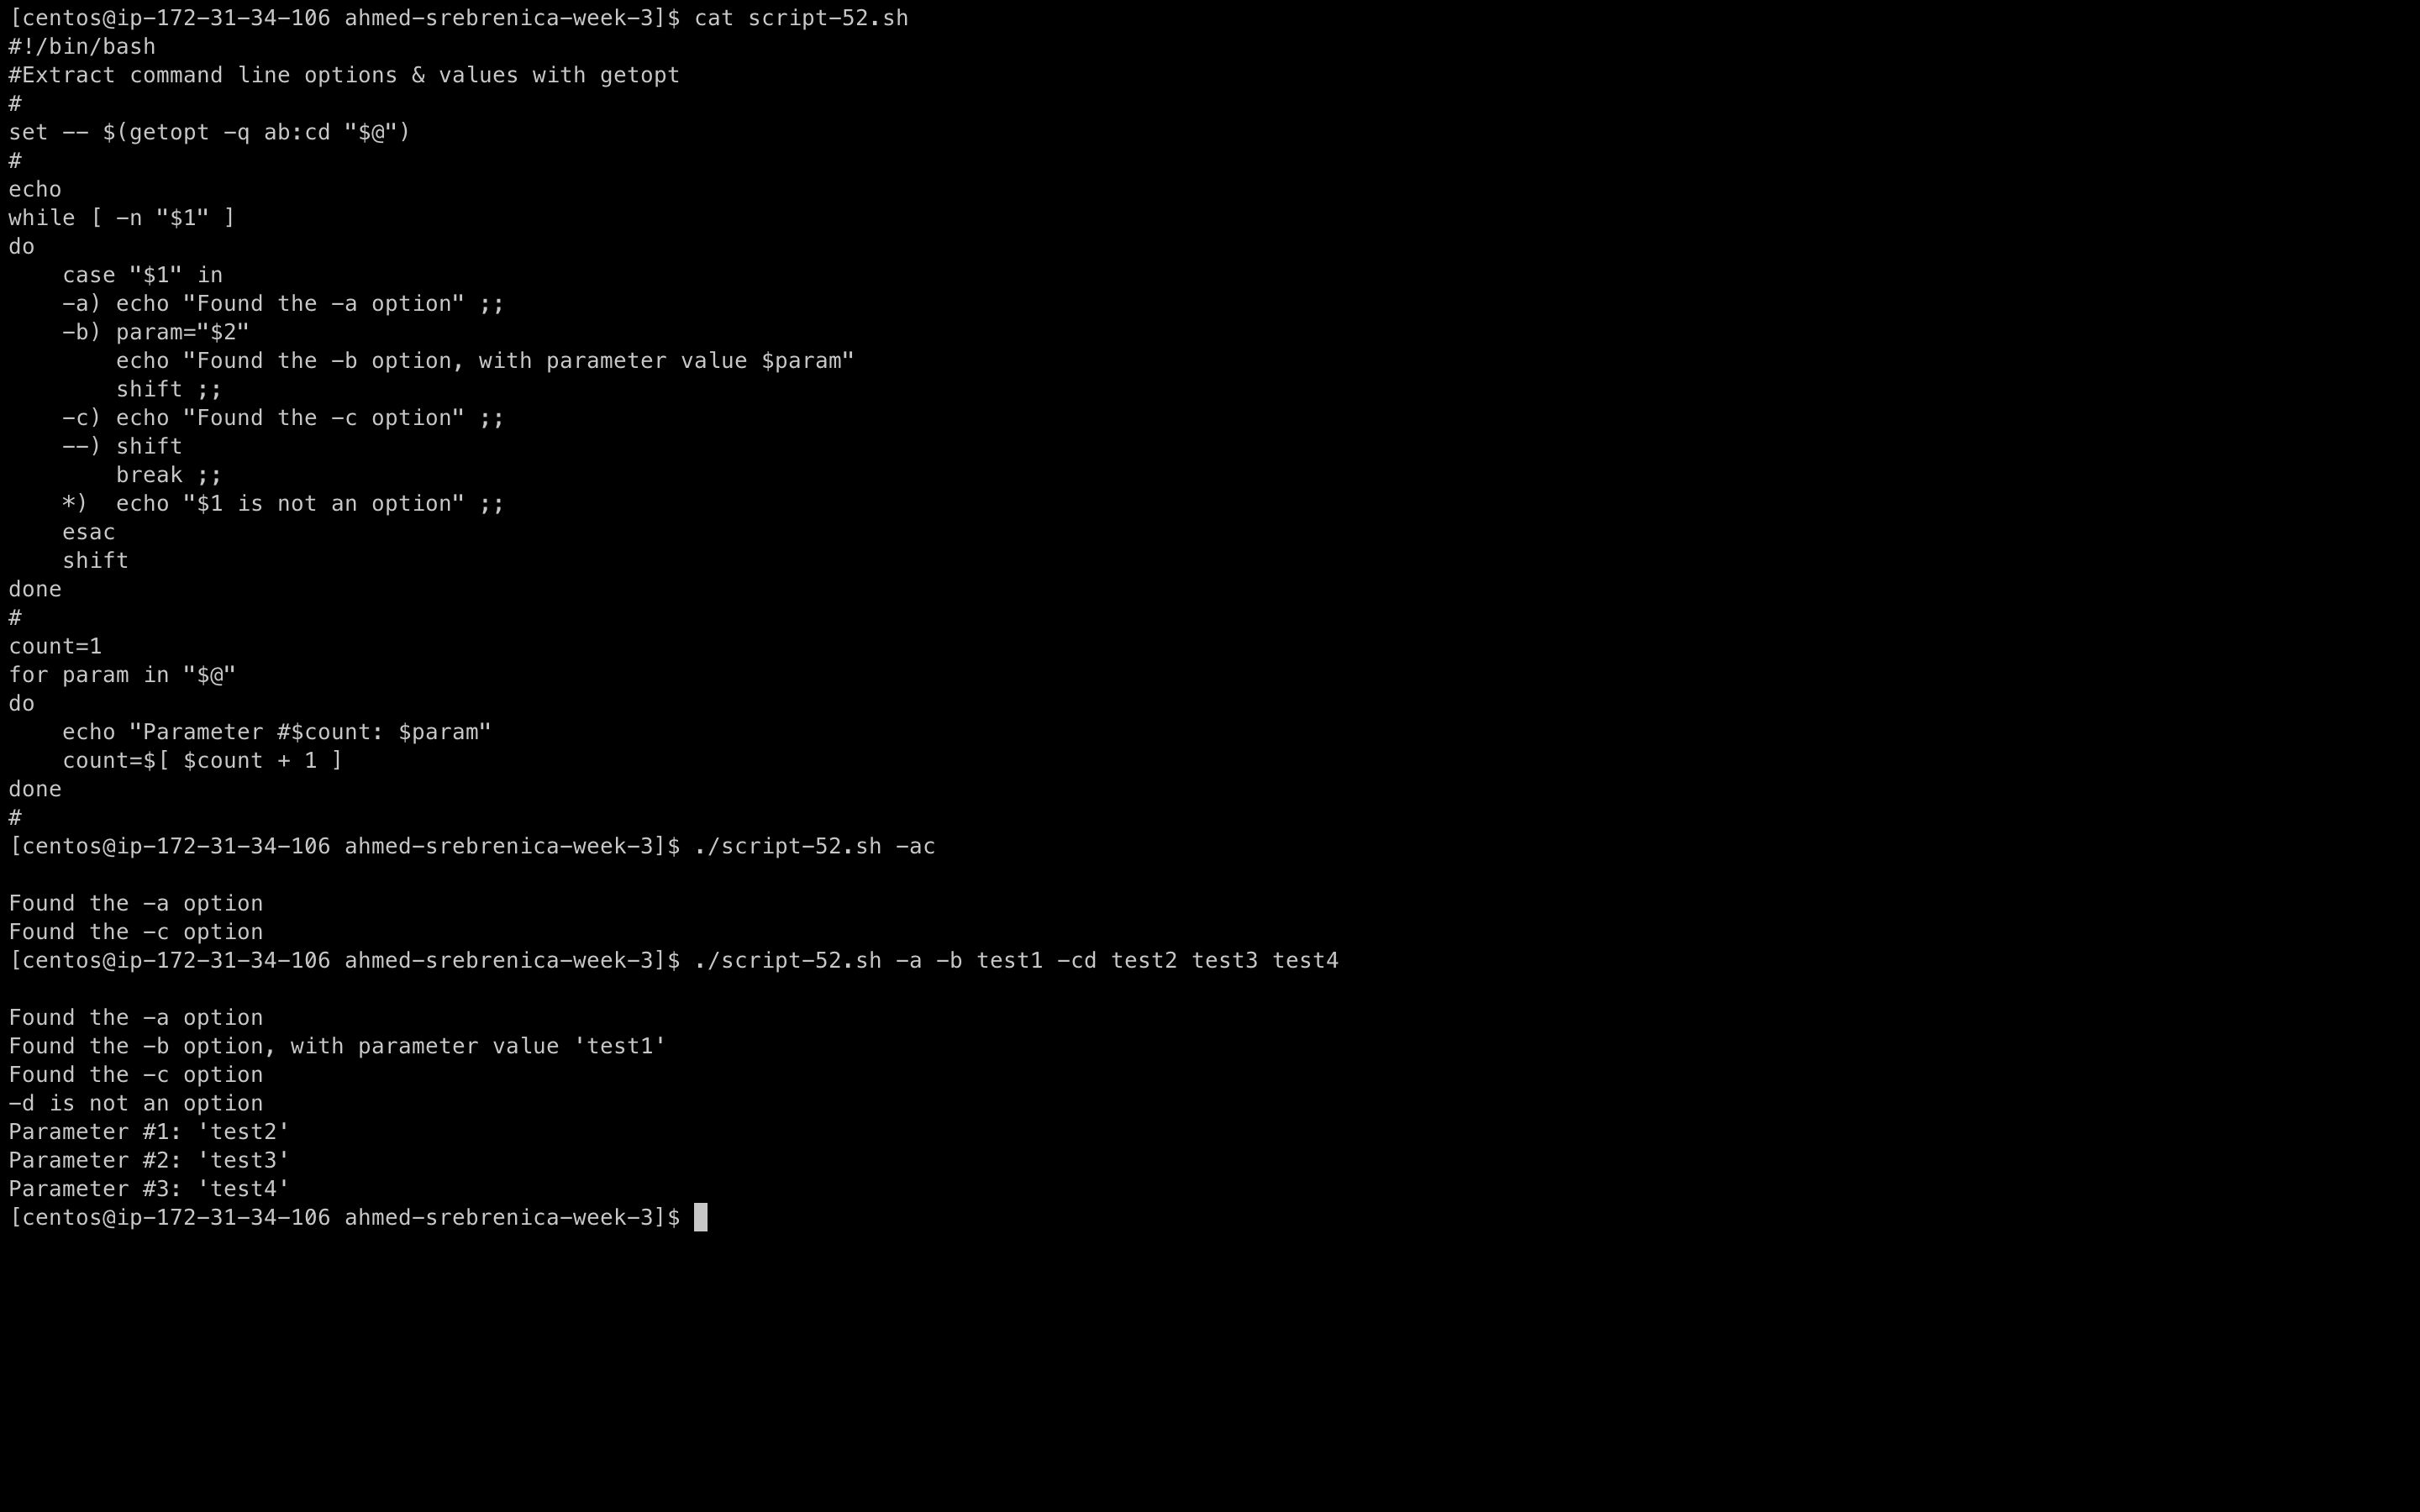 [centos@ip-172-31-34-106 ahmed-srebrenica-week-3]$ cat script-52.sh
#!/bin/bash
#Extract command line options & values with getopt
#
set -- $(getopt -q ab:cd "$@")
#
echo
while [ -n "$1" ]
do
    case "$1" in
    -a) echo "Found the -a option" ;;
    -b) param="$2"
        echo "Found the -b option, with parameter value $param"
        shift ;;
    -c) echo "Found the -c option" ;;
    --) shift
        break ;;
    *)  echo "$1 is not an option" ;;
    esac
    shift
done
#
count=1
for param in "$@"
do
    echo "Parameter #$count: $param"
    count=$[ $count + 1 ]
done
#
[centos@ip-172-31-34-106 ahmed-srebrenica-week-3]$ ./script-52.sh -ac

Found the -a option
Found the -c option
[centos@ip-172-31-34-106 ahmed-srebrenica-week-3]$ ./script-52.sh -a -b test1 -cd test2 test3 test4

Found the -a option
Found the -b option, with parameter value 'test1'
Found the -c option
-d is not an option
Parameter #1: 'test2'
Parameter #2: 'test3'
Parameter #3: 'test4'
[centos@ip-172-31-34-106 ahmed-srebrenica-week-3]$